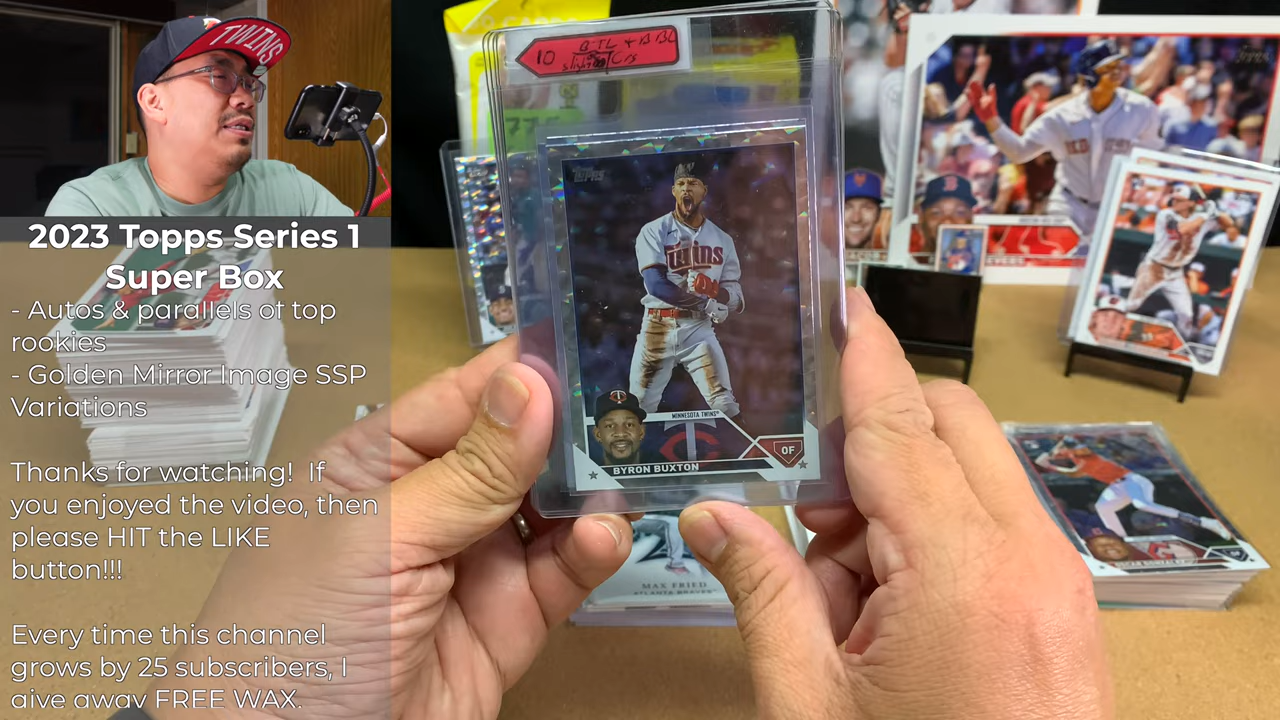 TWINS
2023 Topps Series 1
Super Box
- Autos & parallels of top
rookies
- Golden Mirror Image SSP
Variations
Thanks for watching! If
you enjoyed the video, then
please HIT the LIKE
button!!!
Every time this channel
grows by 25 subscribers, I
give away FREE WAX.
10
TOPPS
Twins
MINNESOTA TWINS
OF
BYRON BUXTON
MAX FRIED
ATLANTA BRAVES